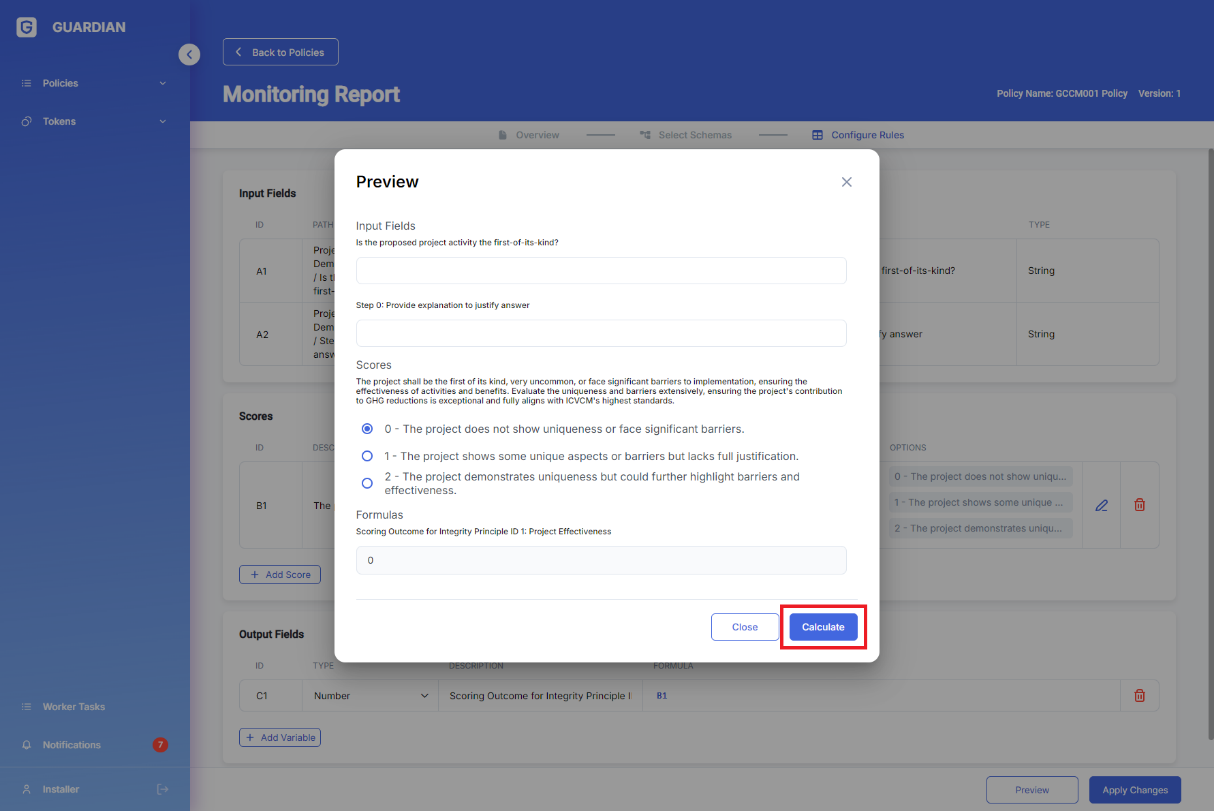 GUARDIAN
Policies
Tokens
Worker Tasks
Notifications
7
Installer
Back to Policies
Monitoring Report
Policy Name: GCCM001 Policy Version: 1
Overview
Select Schemas
Configure Rules
Input Fields
ID
PATH
TYPE
A1
/ Is
first-of-its-kind?
String
A2
/
answer
String
Scores
ID
OPTIONS
B1
The
0 - The project does not show uniqu...
1 - The project shows some unique ...
2 - The project demonstrates uniqu...
Add Score
Output Fields
ID
TYPE
DESCRIPTION
FORMULA
C1
Number
Scoring Outcome for Integrity Principle
B1
Add Variable
Preview
Apply Changes
Preview
Input Fields
Is the proposed project activity the first-of-its-kind?
Step 0: Provide explanation to justify answer
Scores
The project shall be the first of its kind, very uncommon, or face significant barriers to implementation, ensuring the
effectiveness of activities and benefits. Evaluate the uniqueness and barriers extensively, ensuring the project's contribution
to GHG reductions is exceptional and fully aligns with ICVCM's highest standards.
0 - The project does not show uniqueness or face significant barriers.
1 - The project shows some unique aspects or barriers but lacks full justification.
2 - The project demonstrates uniqueness but could further highlight barriers and
effectiveness.
Formulas
Scoring Outcome for Integrity Principle ID 1: Project Effectiveness
0
Close
Calculate